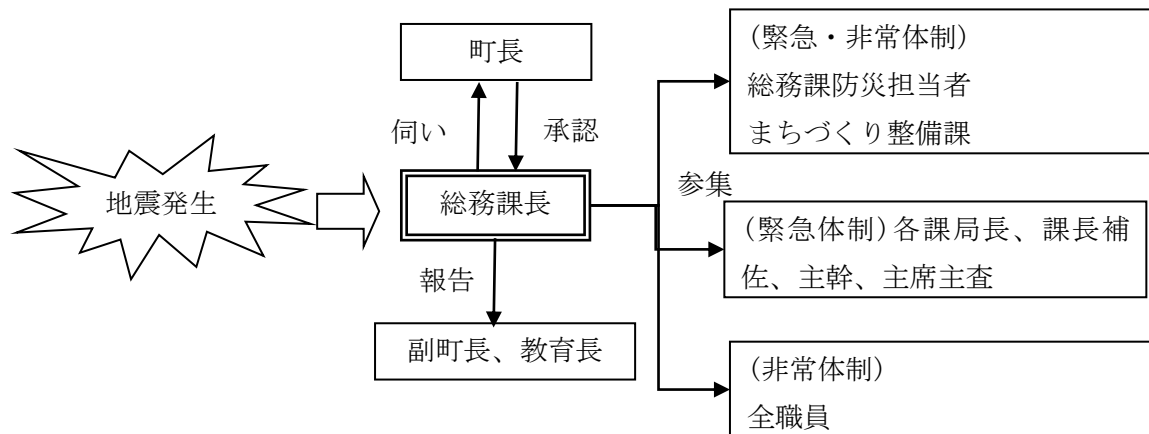 町長
伺い
承認
地震発生
総務課長
報告
副町長、教育長
参集
(緊急・非常体制)
総務課防災担当者
まちづくり整備課
(緊急体制)各課局長、課長補
佐、主幹、主席主査
(非常体制)
全職員